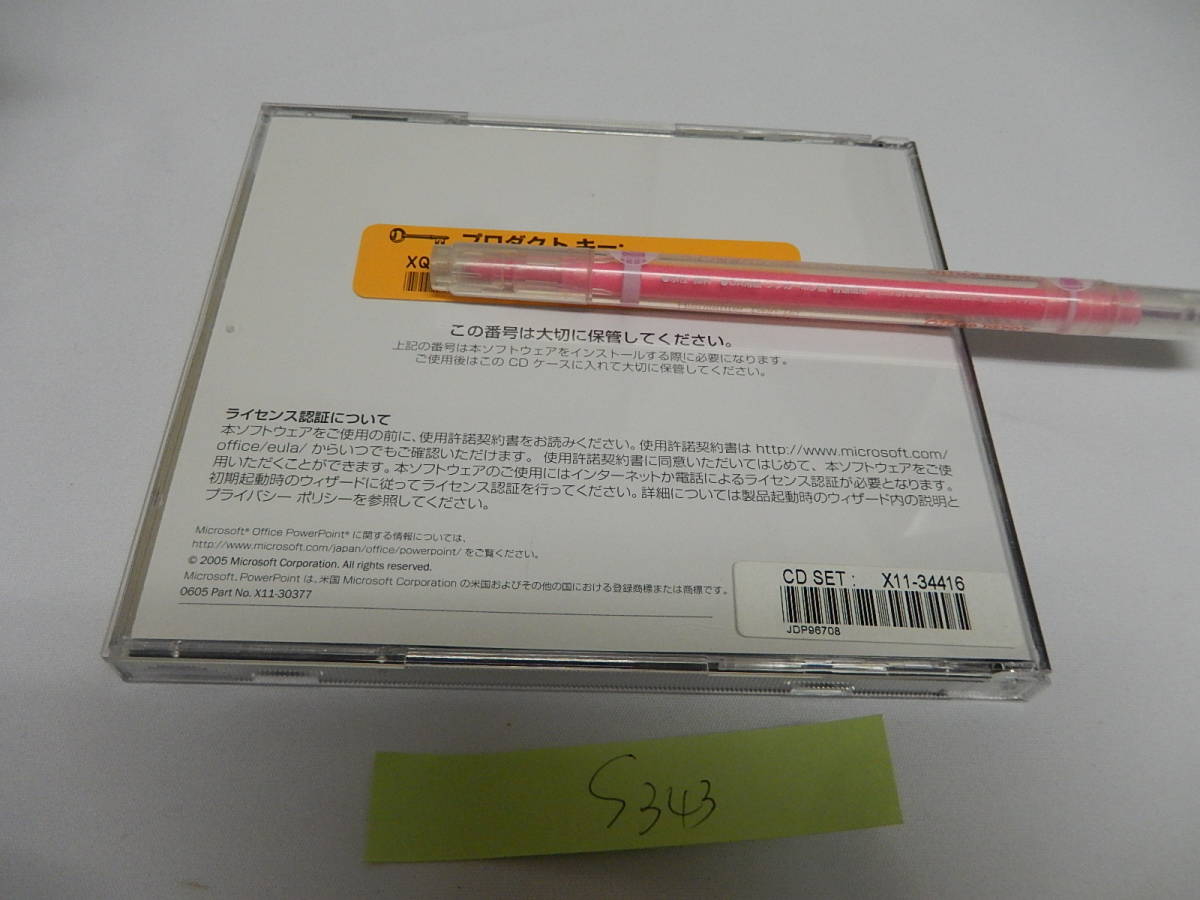 プロダクト キー:
XQ
この番号は大切に保管してください。
上記の番号は本ソフトウェアをインストールする際に必要になります。
ご使用後はこの CD ケースに入れて大切に保管してください。
ライセンス認証について
本ソフトウェアをご使用の前に、使用許諾契約書をお読みください。使用許諾契約書は http://www.microsoft.com/
office/eula/ からいつでもご確認いただけます。 使用許諾契約書に同意いただいてはじめて、本ソフトウェアをご使
用いただくことができます。本ソフトウェアのご使用にはインターネットか電話によるライセンス認証が必要となります。
初期起動時のウィザードに従ってライセンス認証を行ってください。詳細については製品起動時のウィザード内の説明と
プライバシー ポリシーを参照してください。
Microsoft® Office PowerPoint® に関する情報については、
http://www.microsoft.com/japan/office/powerpoint/ をご覧ください。
© 2005 Microsoft Corporation. All rights reserved.
Microsoft、PowerPoint は、米国 Microsoft Corporation の米国およびその他の国における登録商標または商標です。
0605 Part No. X11-30377
CD SET : X11-34416
JDP96708
S343